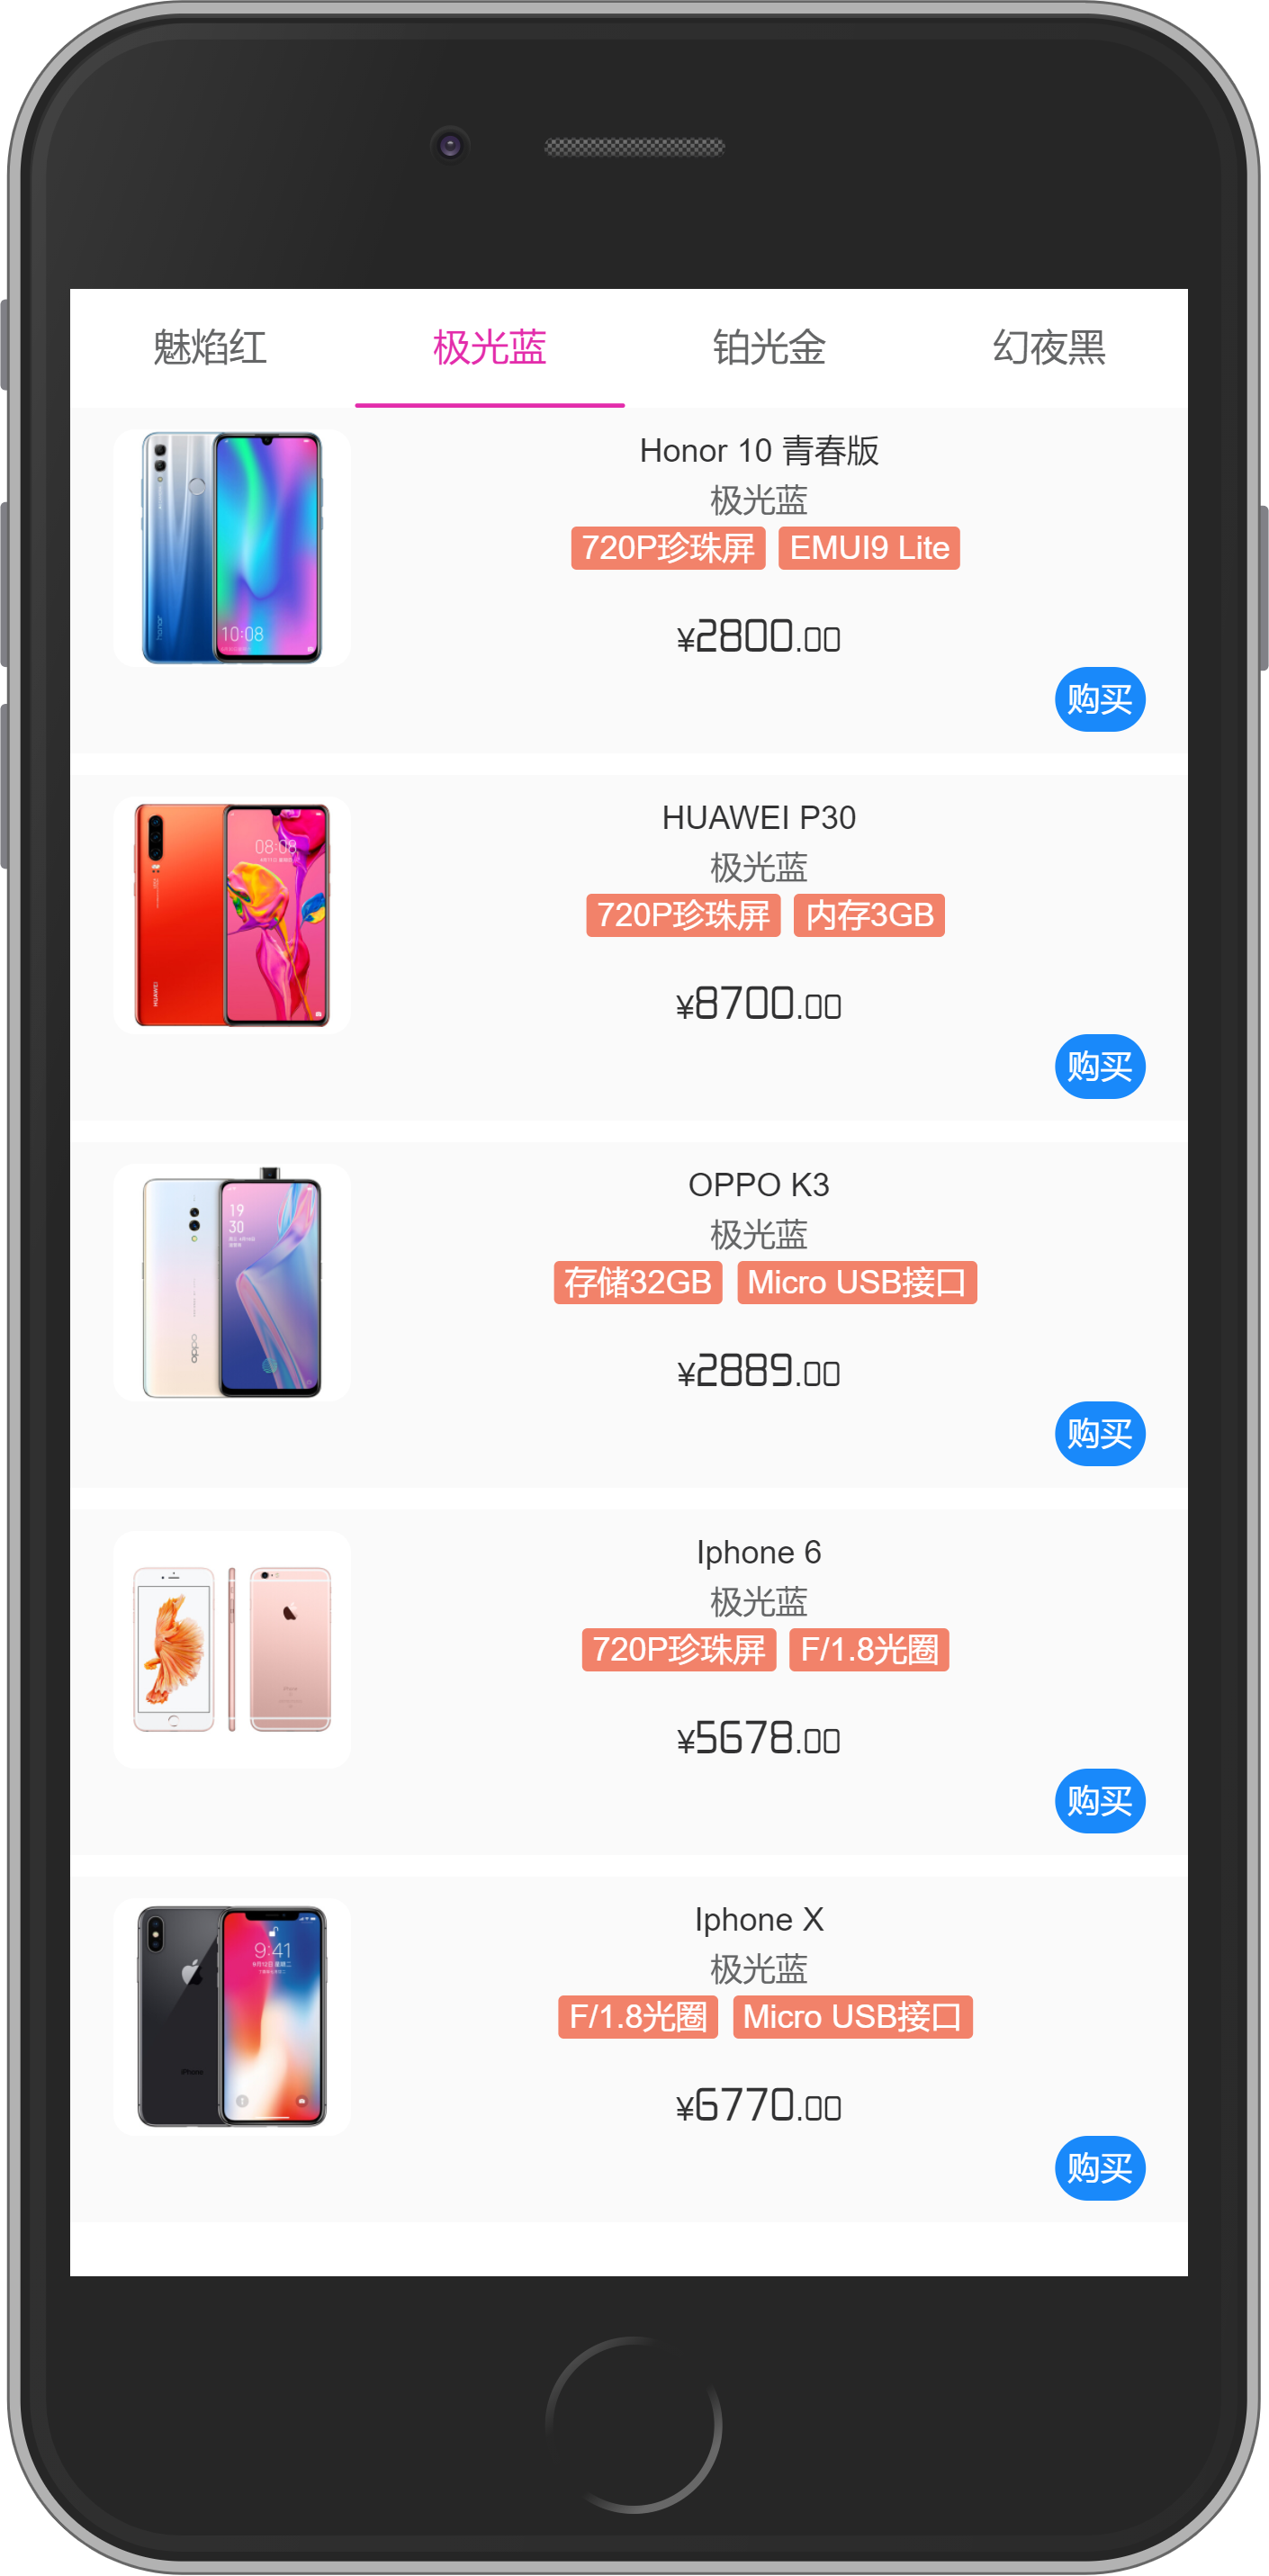 魅焰红 极光蓝 铂光金 幻夜黑
Honor 10 青春版
极光蓝
720P珍珠屏 EMUI9 Lite
10:08
honor
¥2800.00
购买
HUAWEI P30
极光蓝
08:08
720P珍珠屏 内存3GB
HUAWEI
¥8700.00
购买
OPPO K3
极光蓝
19
30
存储32GB Micro USB接口
oppo
¥2889.00
购买
Iphone 6
极光蓝
720P珍珠屏 F/1.8光圈
iPhone
¥5678.00
购买
Iphone X
极光蓝
9:41
F/1.8光圈 Micro USB接口
iPhone
¥6770.00
购买